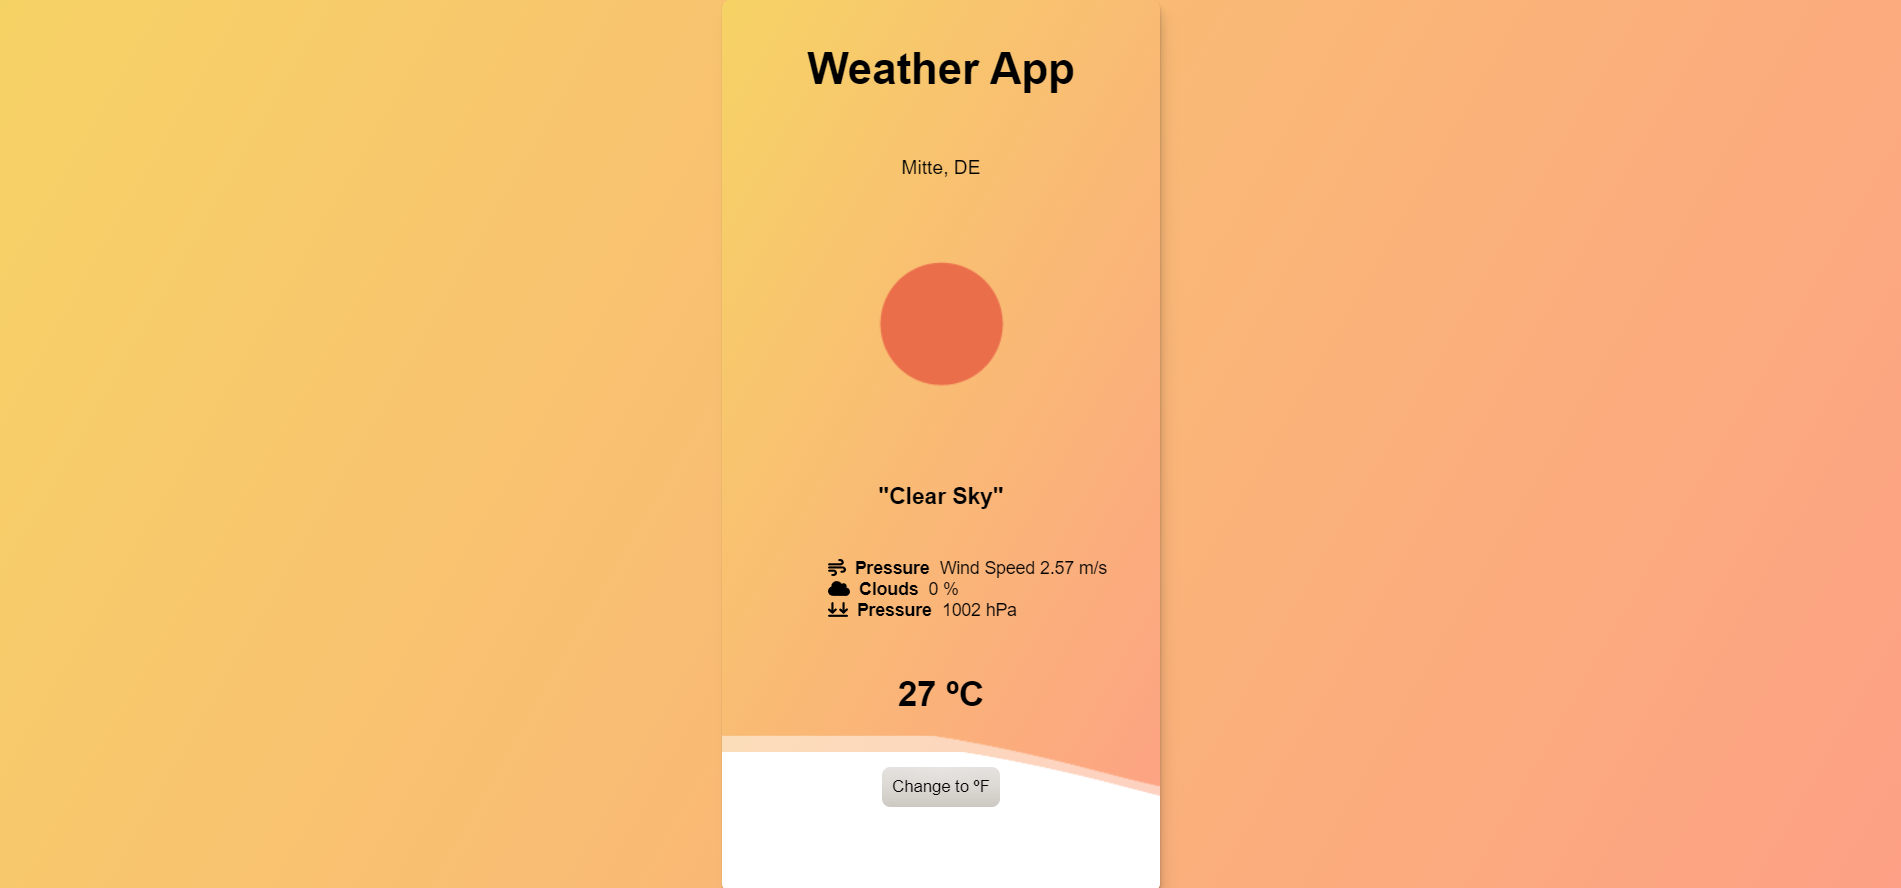 Weather App
Mitte, DE
"Clear Sky"
Pressure Wind Speed 2.57 m/s
Clouds 0 %
Pressure 1002 hPa
27 ºC
Change to ºF